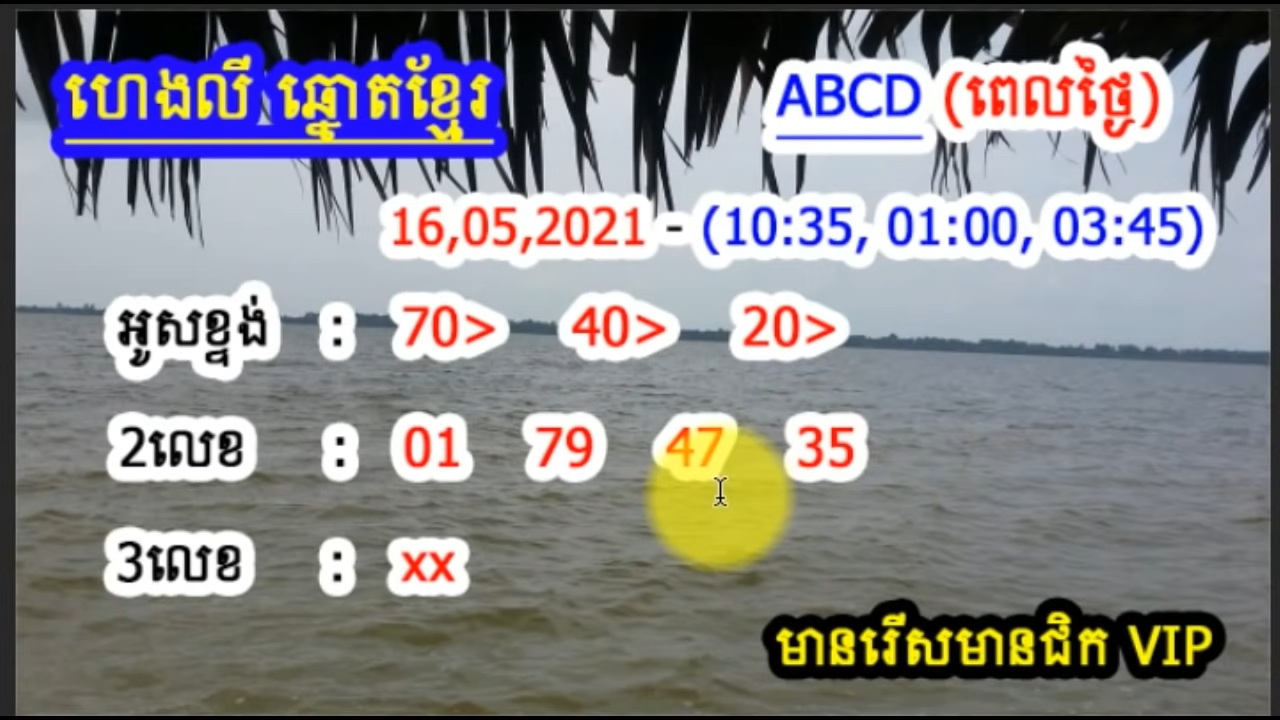 ហេងលី ឆ្នោតខ្មែរ ABCD (ពេលថ្ងៃ)
16,05,2021 - (10:35, 01:00, 03:45)
អូសខ្ទង់ : 70> 40> 20>
2លេខ : 01 79 47 35
3លេខ : xx
មានរើសមានជិក VIP